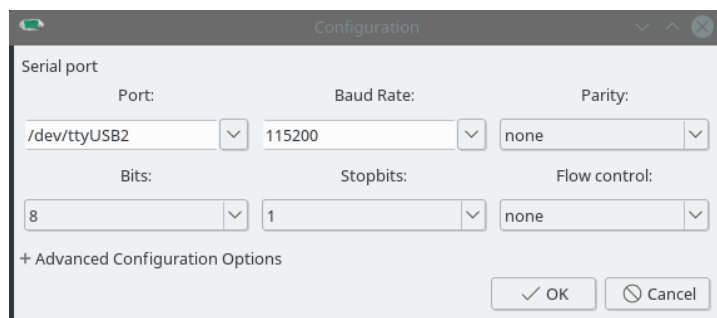 Configuration
Serial port
Port: Baud Rate: Parity:
/dev/ttyUSB2 115200 none
Bits: Stopbits: Flow control:
8 1 none
+ Advanced Configuration Options
OK Cancel